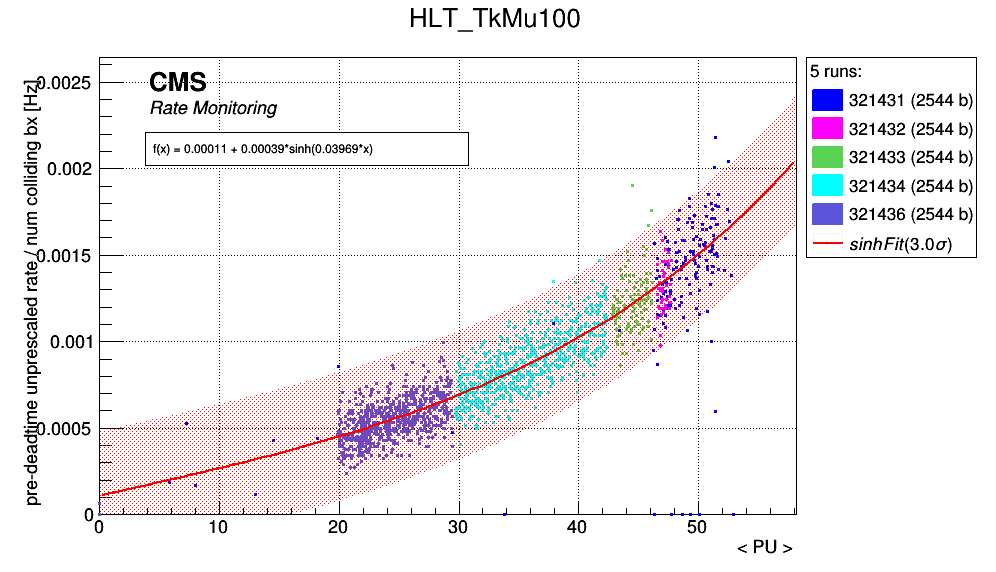 HLT_TkMu100
pre-deadtime unprescaled rate / num colliding bx [Hz]
0.0025
0.002
0.0015
0.001
0.0005
0
CMS
Rate Monitoring
f(x) = 0.00011 + 0.00039*sinh(0.03969*x)
0 10 20 30 40 50
< PU >
5 runs:
321431 (2544 b)
321432 (2544 b)
321433 (2544 b)
321434 (2544 b)
321436 (2544 b)
sinhFit(3.0σ)